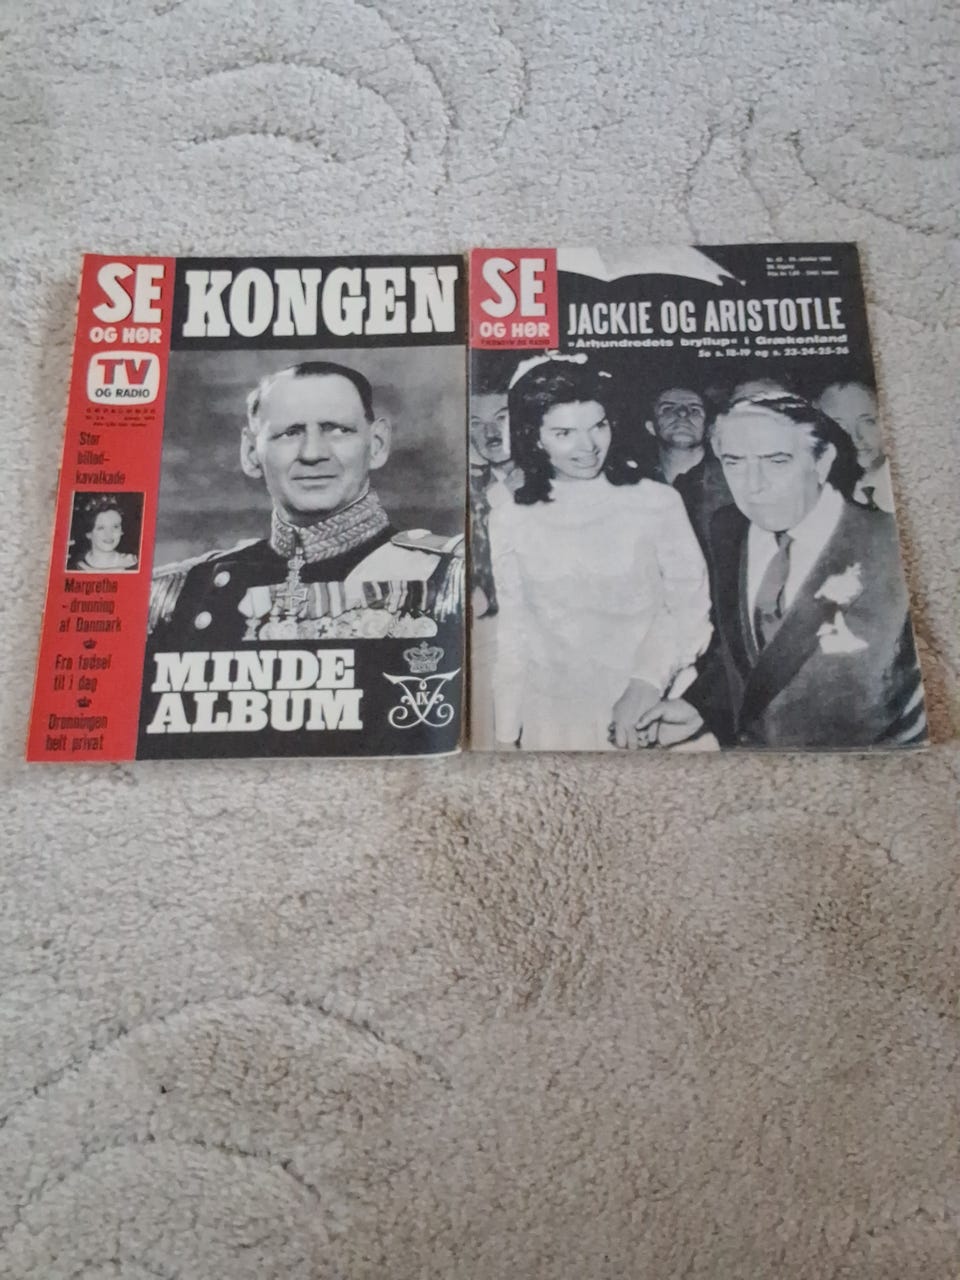 SE
OG HØR
TV
OG RADIO
KONGEN
Stor
billed-
kavalkade
Margrethe
- dronning
af Danmark
Fra fødsel
til i dag
Dronningen
helt privat
MINDE
ALBUM
IX
SE
OG HØR
JACKIE OG ARISTOTLE
»Århundredets bryllup« i Grækenland
Se s. 18-19 og s. 23-24-25-26